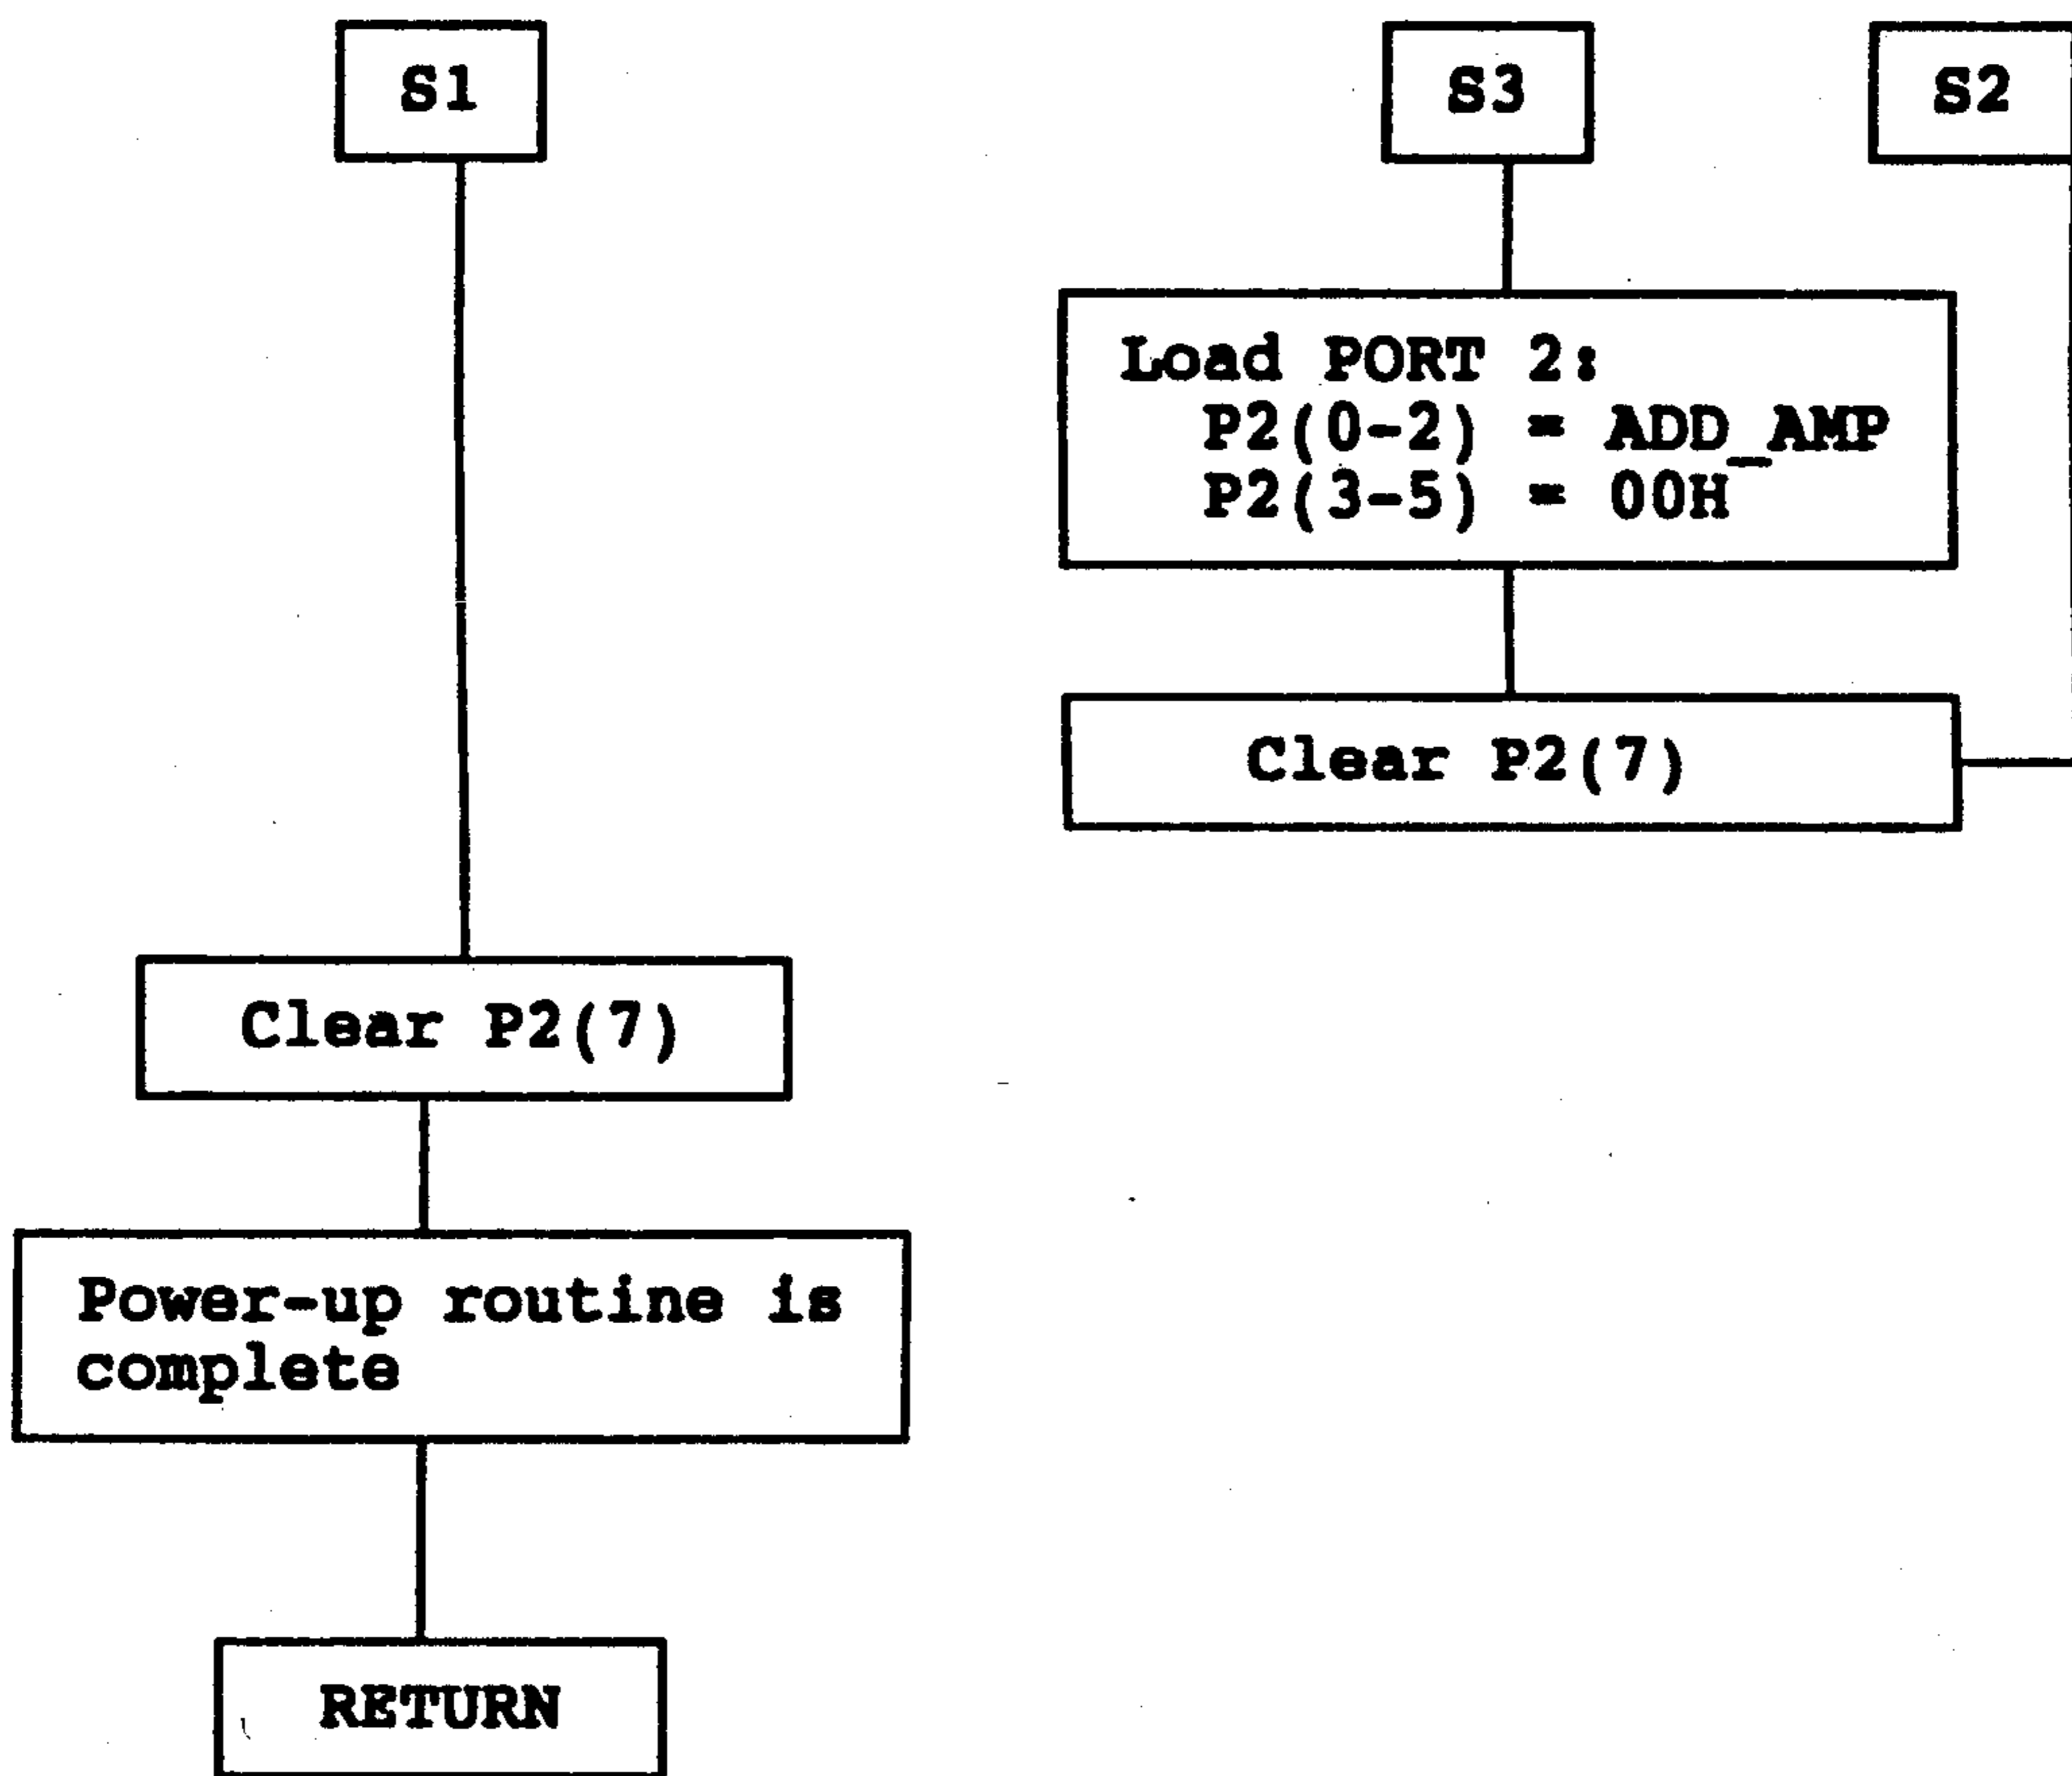 S1
S3
S2
Load PORT 2:
P2(0-2) = ADD_AMP
P2(3-5) = 00H
Clear P2(7)
Clear P2(7)
Power-up routine is
complete
RETURN